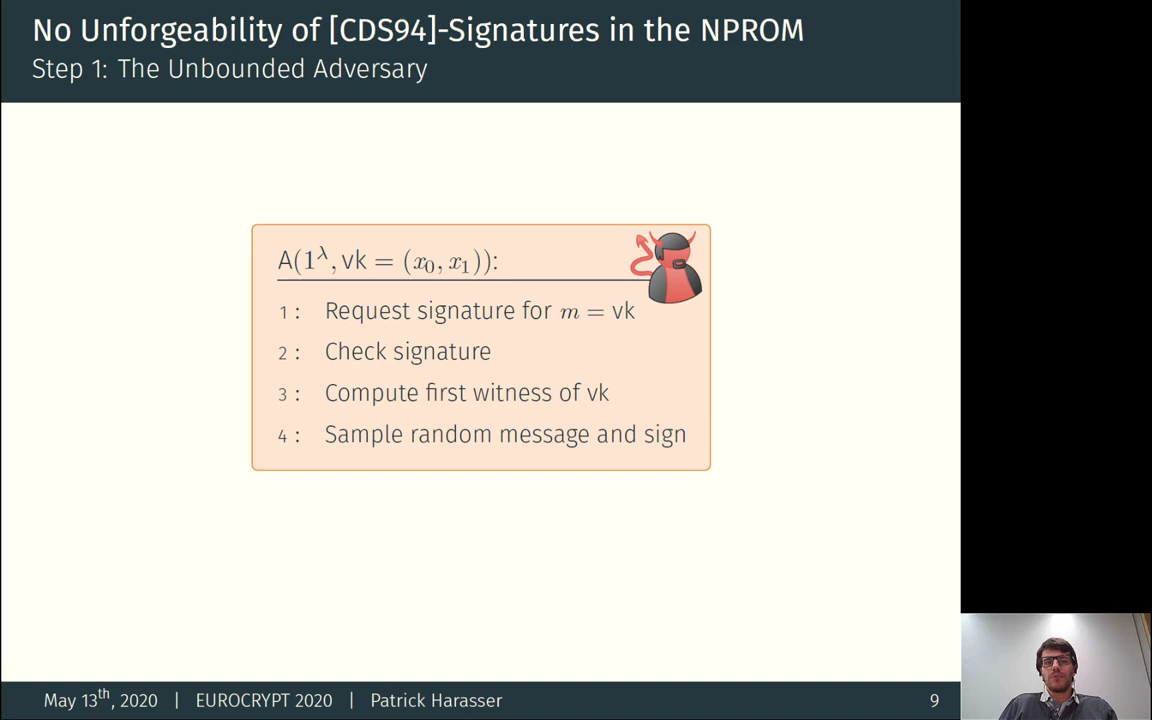 No Unforgeability of [CDS94]-Signatures in the NPROM
Step 1: The Unbounded Adversary
A(1^λ, vk = (x₀, x₁)):
1 : Request signature for m = vk
2 : Check signature
3 : Compute first witness of vk
4 : Sample random message and sign
May 13th, 2020 | EUROCRYPT 2020 | Patrick Harasser 9